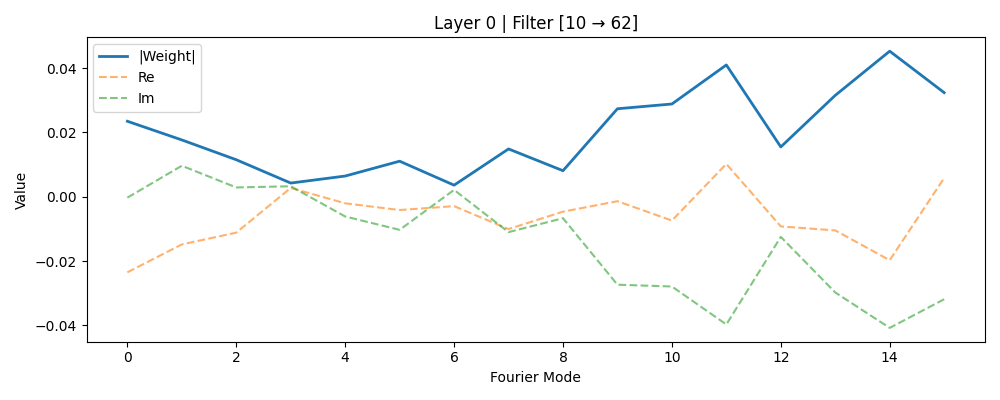 Layer 0 | Filter [10 → 62]
|Weight|
Re
Im
0.04
0.02
0.00
−0.02
−0.04
Value
0 2 4 6 8 10 12 14
Fourier Mode